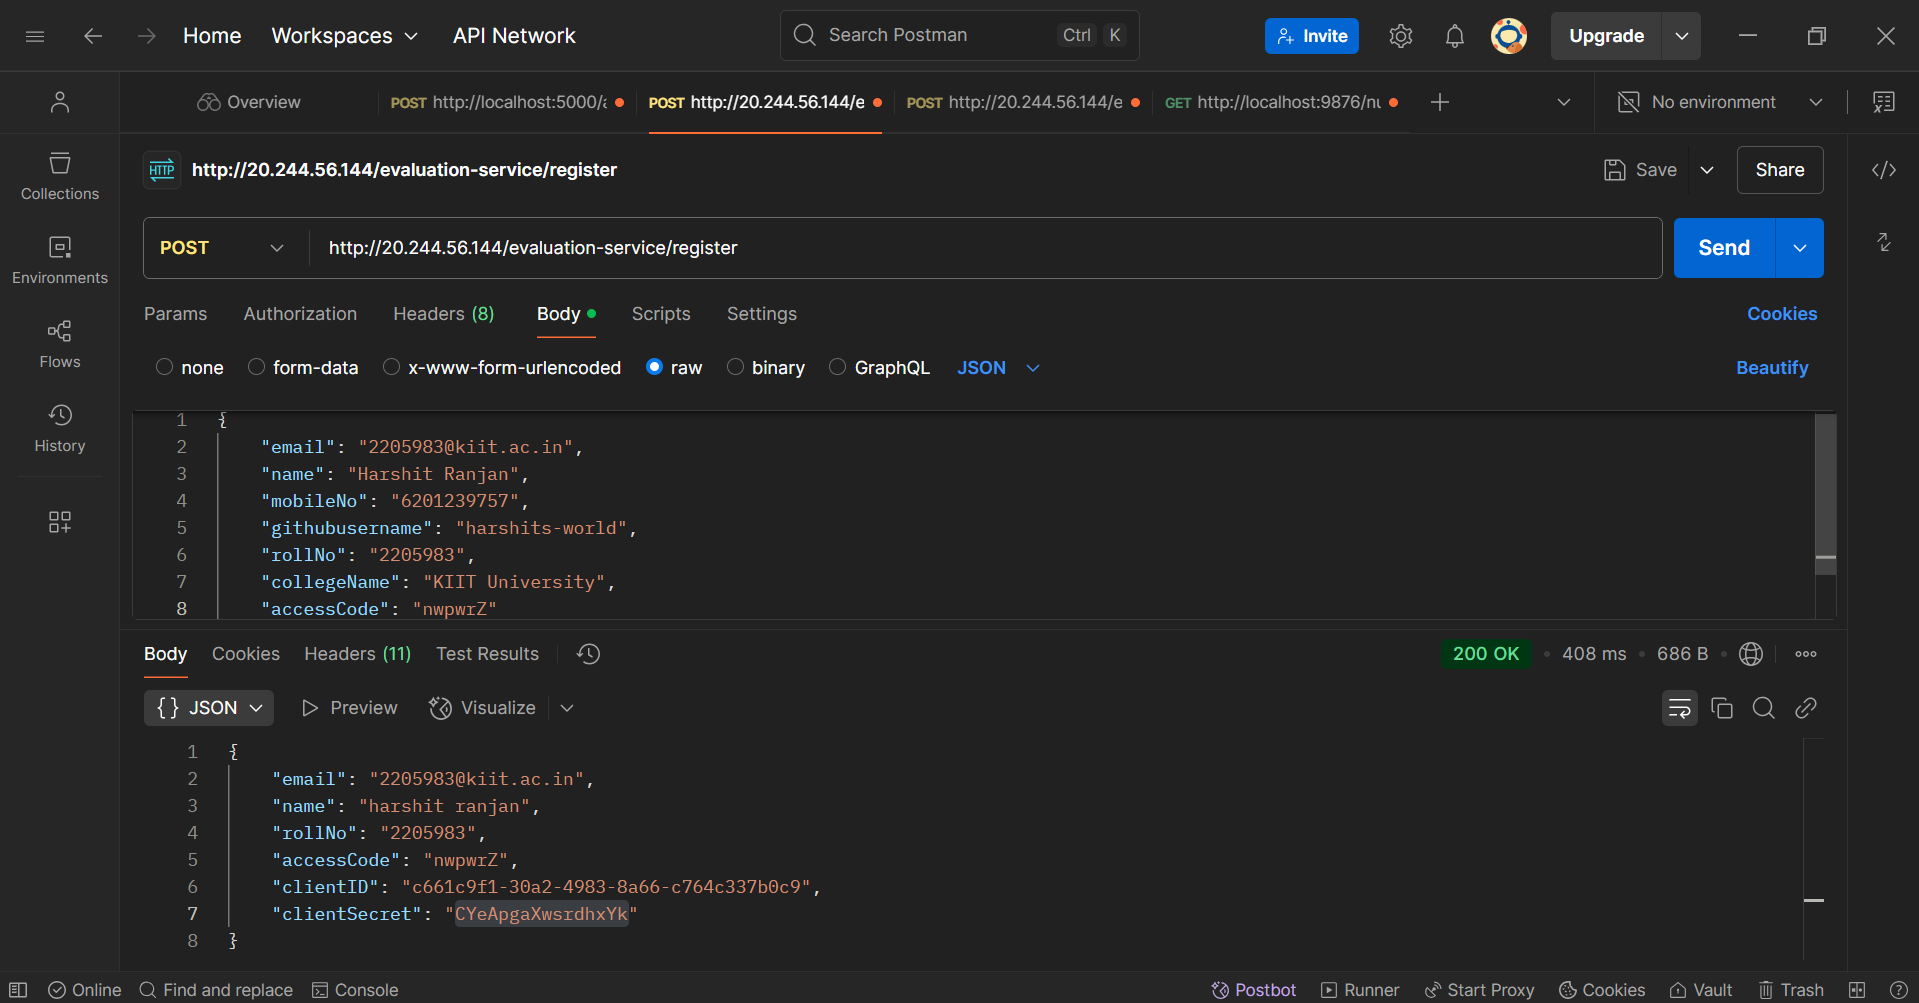 Home Workspaces API Network Search Postman Ctrl K Invite Upgrade
Overview POST http://localhost:5000/a POST http://20.244.56.144/e POST http://20.244.56.144/e GET http://localhost:9876/nu No environment
HTTP http://20.244.56.144/evaluation-service/register Save Share
Collections
POST http://20.244.56.144/evaluation-service/register Send
Environments
Params Authorization Headers (8) Body Scripts Settings Cookies
Flows
none form-data x-www-form-urlencoded raw binary GraphQL JSON Beautify
History
1 {
2 "email": "2205983@kiit.ac.in",
3 "name": "Harshit Ranjan",
4 "mobileNo": "6201239757",
5 "githubusername": "harshits-world",
6 "rollNo": "2205983",
7 "collegeName": "KIIT University",
8 "accessCode": "nwpwrZ"
Body Cookies Headers (11) Test Results 200 OK • 408 ms • 686 B •
{} JSON Preview Visualize
1 {
2 "email": "2205983@kiit.ac.in",
3 "name": "harshit ranjan",
4 "rollNo": "2205983",
5 "accessCode": "nwpwrZ",
6 "clientID": "c661c9f1-30a2-4983-8a66-c764c337b0c9",
7 "clientSecret": "CYeApgaXwsrdhxYk"
8 }
Online Find and replace Console Postbot Runner Start Proxy Cookies Vault Trash